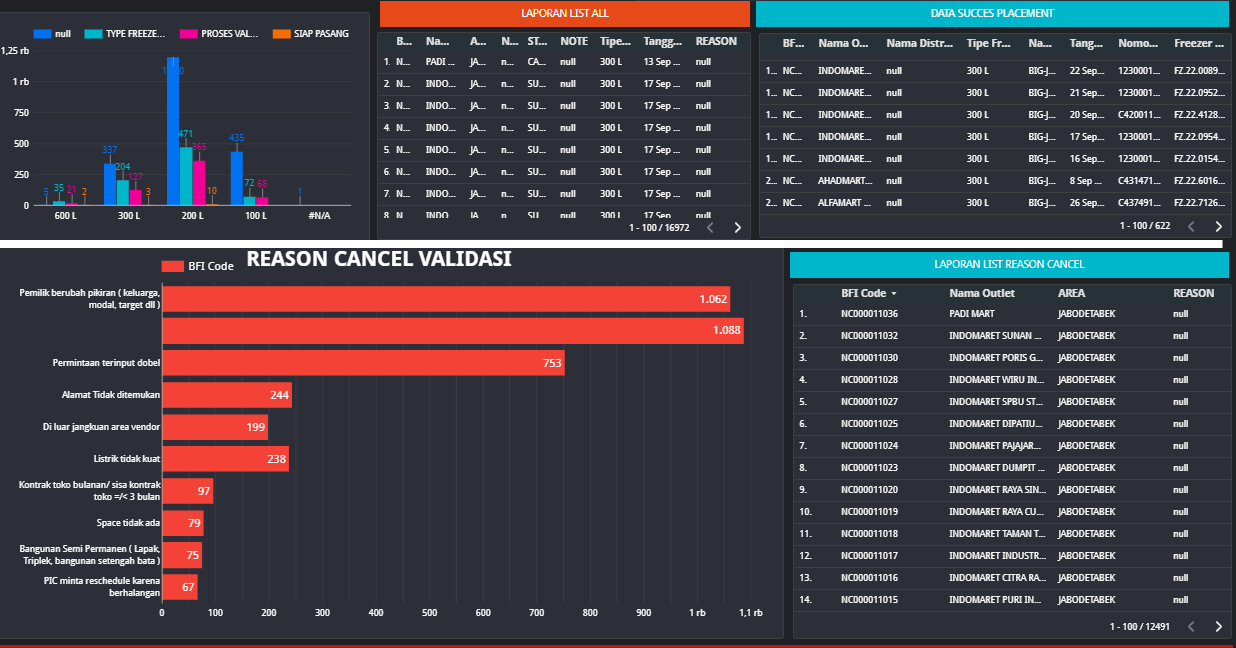 null TYPE FREEZE... PROSES VAL... SIAP PASANG
1,25 rb
1 rb
750
500
250
0
5 35 21 2
337 204 127 3
471 365 10
435 72 68
1
600 L 300 L 200 L 100 L #N/A
LAPORAN LIST ALL
B... Na... A... N... ST... NOTE Tipe... Tangg... REASON
1. N... PADI ... JA... n... CA... null 300 L 13 Sep ... null
2. N... INDO... JA... n... SU... null 300 L 17 Sep ... null
3. N... INDO... JA... n... SU... null 300 L 17 Sep ... null
4. N... INDO... JA... n... SU... null 300 L 17 Sep ... null
5. N... INDO... JA... n... SU... null 300 L 17 Sep ... null
6. N... INDO... JA... n... SU... null 300 L 17 Sep ... null
7. N... INDO... JA... n... SU... null 300 L 17 Sep ... null
8. N... INDO... JA... n... SU... null 300 L 17 Sep ... null
1 - 100 / 16972
DATA SUCCES PLACEMENT
BF... Nama O... Nama Distr... Tipe Fr... Na... Tang... Nomo... Freezer ...
1... NC... INDOMARE... null 300 L BIG-J... 22 Sep... 1230001... FZ.22.0089...
1... NC... INDOMARE... null 300 L BIG-J... 21 Sep... 1230001... FZ.22.0952...
1... NC... INDOMARE... null 300 L BIG-J... 20 Sep... C420011... FZ.22.4128...
1... NC... INDOMARE... null 300 L BIG-J... 17 Sep... 1230001... FZ.22.0954...
1... NC... INDOMARE... null 300 L BIG-J... 16 Sep... 1230001... FZ.22.0154...
2... NC... AHADMART... null 300 L BIG-J... 8 Sep ... C431471... FZ.22.6016...
2... NC... ALFAMART ... null 300 L BIG-J... 26 Sep... C437491... FZ.22.7126...
1 - 100 / 622
BFI Code
REASON CANCEL VALIDASI
Pemilik berubah pikiran ( keluarga,
modal, target dll )
1.062
1.088
Permintaan terinput dobel 753
Alamat Tidak ditemukan 244
Di luar jangkuan area vendor 199
Listrik tidak kuat 238
Kontrak toko bulanan/ sisa kontrak
toko =/< 3 bulan
97
Space tidak ada 79
Bangunan Semi Permanen ( Lapak,
Triplek, bangunan setengah bata )
75
PIC minta reschedule karena
berhalangan
67
0 100 200 300 400 500 600 700 800 900 1 rb 1,1 rb
LAPORAN LIST REASON CANCEL
BFI Code Nama Outlet AREA REASON
1. NC000011036 PADI MART JABODETABEK null
2. NC000011032 INDOMARET SUNAN ... JABODETABEK null
3. NC000011030 INDOMARET PORIS G... JABODETABEK null
4. NC000011028 INDOMARET WIRU IN... JABODETABEK null
5. NC000011027 INDOMARET SPBU ST... JABODETABEK null
6. NC000011025 INDOMARET DIPATIU... JABODETABEK null
7. NC000011024 INDOMARET PAJAJAR... JABODETABEK null
8. NC000011023 INDOMARET DUMPIT ... JABODETABEK null
9. NC000011020 INDOMARET RAYA SIN... JABODETABEK null
10. NC000011019 INDOMARET RAYA CU... JABODETABEK null
11. NC000011018 INDOMARET TAMAN T... JABODETABEK null
12. NC000011017 INDOMARET INDUSTR... JABODETABEK null
13. NC000011016 INDOMARET CITRA RA... JABODETABEK null
14. NC000011015 INDOMARET PURI IN... JABODETABEK null
1 - 100 / 12491